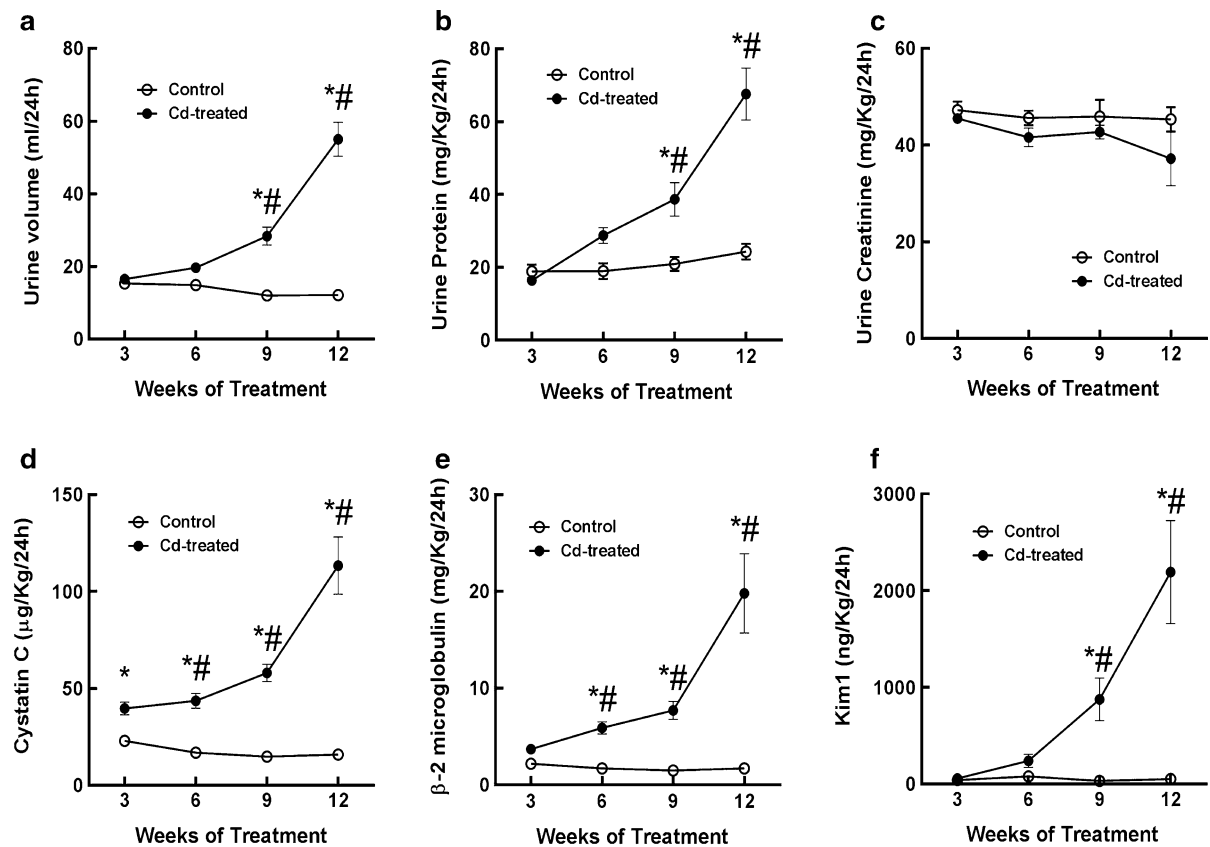 a
Urine volume (ml/24h)
80
60
40
20
0
Control
Cd-treated
*#
*#
3 6 9 12
Weeks of Treatment
b
Urine Protein (mg/Kg/24h)
80
60
40
20
0
Control
Cd-treated
*#
*#
3 6 9 12
Weeks of Treatment
c
Urine Creatinine (mg/Kg/24h)
60
40
20
0
Control
Cd-treated
3 6 9 12
Weeks of Treatment
d
Cystatin C (μg/Kg/24h)
150
100
50
0
Control
Cd-treated
*
*#
*#
*#
3 6 9 12
Weeks of Treatment
e
β-2 microglobulin (mg/Kg/24h)
30
20
10
0
Control
Cd-treated
*#
*#
*#
3 6 9 12
Weeks of Treatment
f
Kim1 (ng/Kg/24h)
3000
2000
1000
0
Control
Cd-treated
*#
*#
3 6 9 12
Weeks of Treatment